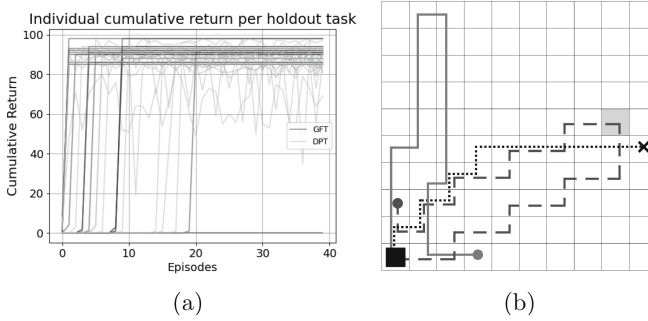 Individual cumulative return per holdout task
100
80
60
40
20
0
Cumulative Return
GFT
DPT
0 10 20 30 40
Episodes
(a)
(b)